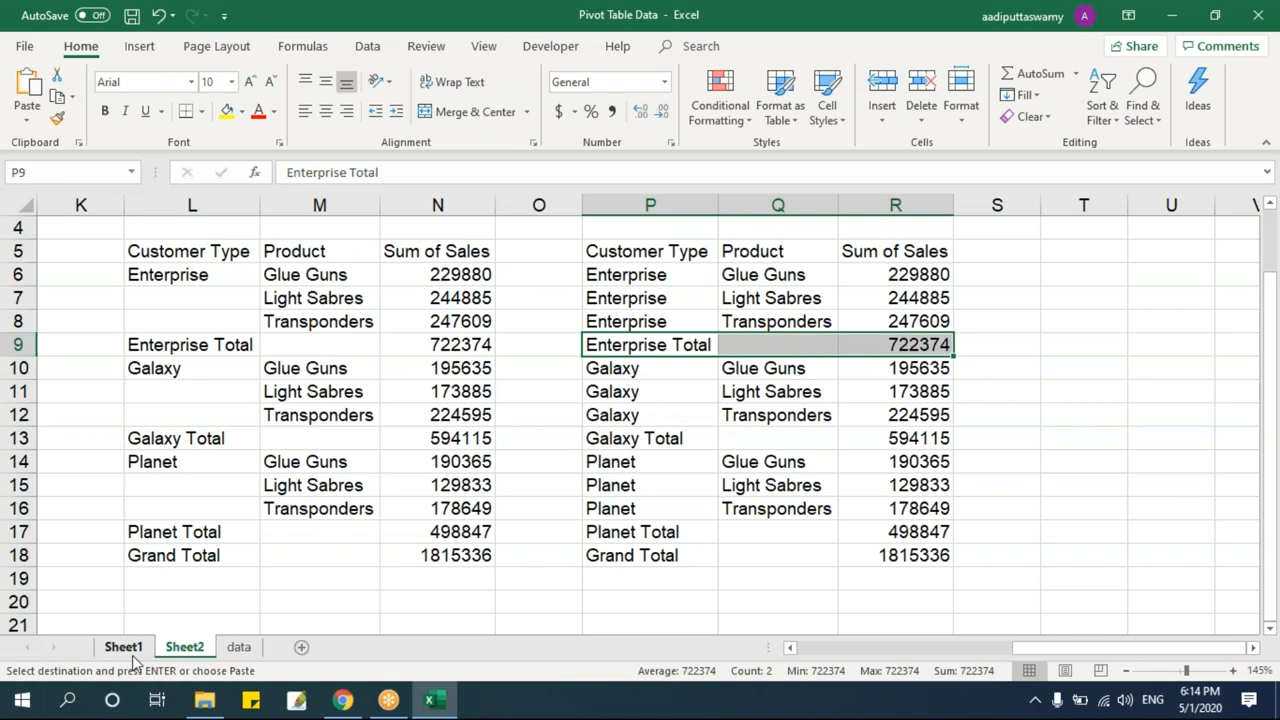 AutoSave Off
Pivot Table Data - Excel
aadiputtaswamy A
File Home Insert Page Layout Formulas Data Review View Developer Help Search Share Comments
Arial 10 Wrap Text General AutoSum
Paste B I U Merge & Center $ % Conditional Formatting Format as Table Cell Styles Insert Delete Format Fill Clear Sort & Filter Find & Select Ideas
Clipboard Font Alignment Number Styles Cells Editing Ideas
P9 fx Enterprise Total
K L M N O P Q R S T U V
4
5 Customer Type Product Sum of Sales Customer Type Product Sum of Sales
6 Enterprise Glue Guns 229880 Enterprise Glue Guns 229880
7 Light Sabres 244885 Enterprise Light Sabres 244885
8 Transponders 247609 Enterprise Transponders 247609
9 Enterprise Total 722374 Enterprise Total 722374
10 Galaxy Glue Guns 195635 Galaxy Glue Guns 195635
11 Light Sabres 173885 Galaxy Light Sabres 173885
12 Transponders 224595 Galaxy Transponders 224595
13 Galaxy Total 594115 Galaxy Total 594115
14 Planet Glue Guns 190365 Planet Glue Guns 190365
15 Light Sabres 129833 Planet Light Sabres 129833
16 Transponders 178649 Planet Transponders 178649
17 Planet Total 498847 Planet Total 498847
18 Grand Total 1815336 Grand Total 1815336
19
20
21
Sheet1 Sheet2 data
Select destination and press ENTER or choose Paste Average: 722374 Count: 2 Min: 722374 Max: 722374 Sum: 722374 145%
ENG 6:14 PM
5/1/2020